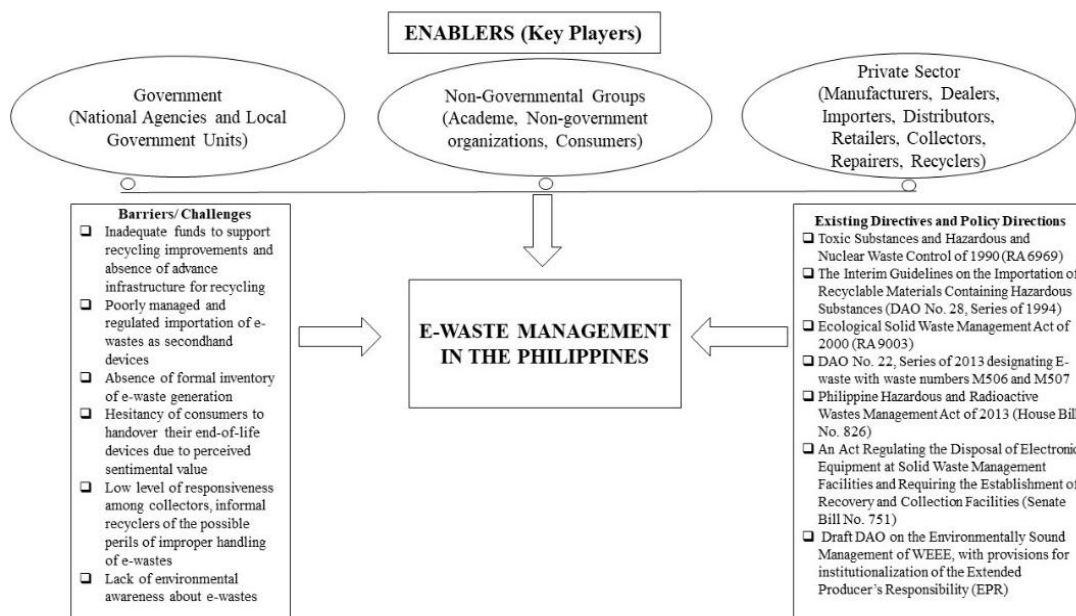 ENABLERS (Key Players)
Government
(National Agencies and Local
Government Units)
Non-Governmental Groups
(Academe, Non-government
organizations, Consumers)
Private Sector
(Manufacturers, Dealers,
Importers, Distributors,
Retailers, Collectors,
Repairers, Recyclers)
Barriers/ Challenges
❑ Inadequate funds to support
recycling improvements and
absence of advance
infrastructure for recycling
❑ Poorly managed and
regulated importation of e-
wastes as secondhand
devices
❑ Absence of formal inventory
of e-waste generation
❑ Hesitancy of consumers to
handover their end-of-life
devices due to perceived
sentimental value
❑ Low level of responsiveness
among collectors, informal
recyclers of the possible
perils of improper handling
of e-wastes
❑ Lack of environmental
awareness about e-wastes
E-WASTE MANAGEMENT
IN THE PHILIPPINES
Existing Directives and Policy Directions
❑ Toxic Substances and Hazardous and
Nuclear Waste Control of 1990 (RA 6969)
❑ The Interim Guidelines on the Importation of
Recyclable Materials Containing Hazardous
Substances (DAO No. 28, Series of 1994)
❑ Ecological Solid Waste Management Act of
2000 (RA 9003)
❑ DAO No. 22, Series of 2013 designating E-
waste with waste numbers M506 and M507
❑ Philippine Hazardous and Radioactive
Wastes Management Act of 2013 (House Bill
No. 826)
❑ An Act Regulating the Disposal of Electronic
Equipment at Solid Waste Management
Facilities and Requiring the Establishment of
Recovery and Collection Facilities (Senate
Bill No. 751)
❑ Draft DAO on the Environmentally Sound
Management of WEEE, with provisions for
institutionalization of the Extended
Producer's Responsibility (EPR)